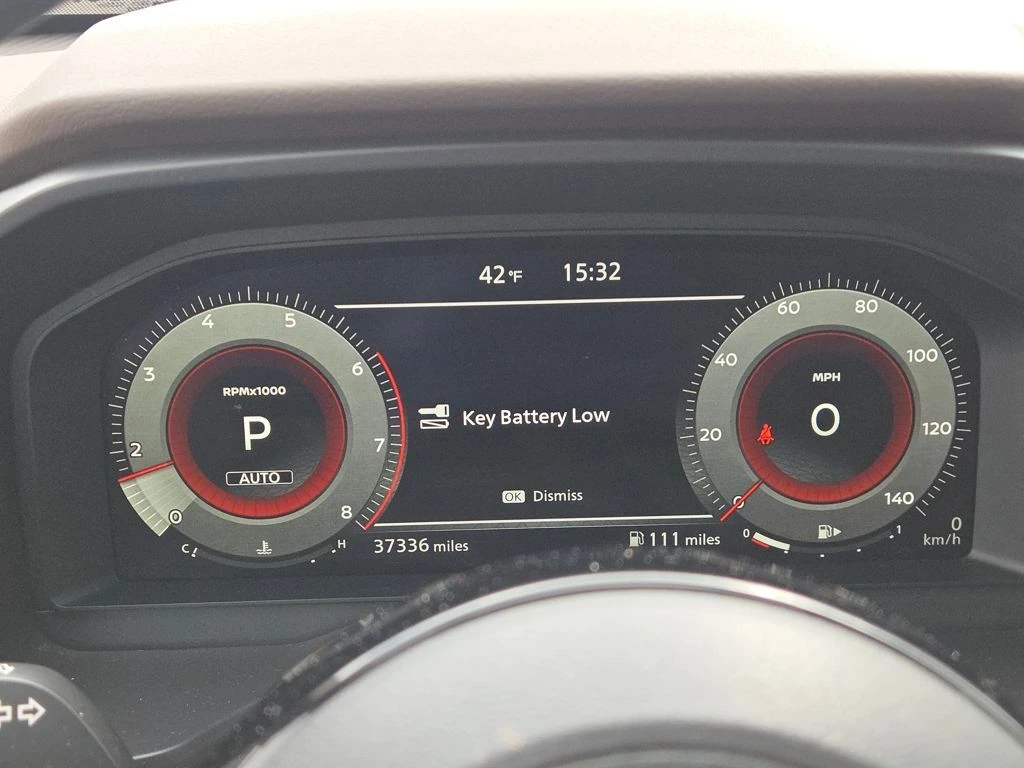 42°F 15:32
4 5
3 6
2 7
0 8
RPMx1000
P
AUTO
C H
Key Battery Low
OK Dismiss
37336 miles
111 miles
60 80
40 100
20 120
0 140
MPH
0
0 1
0
km/h